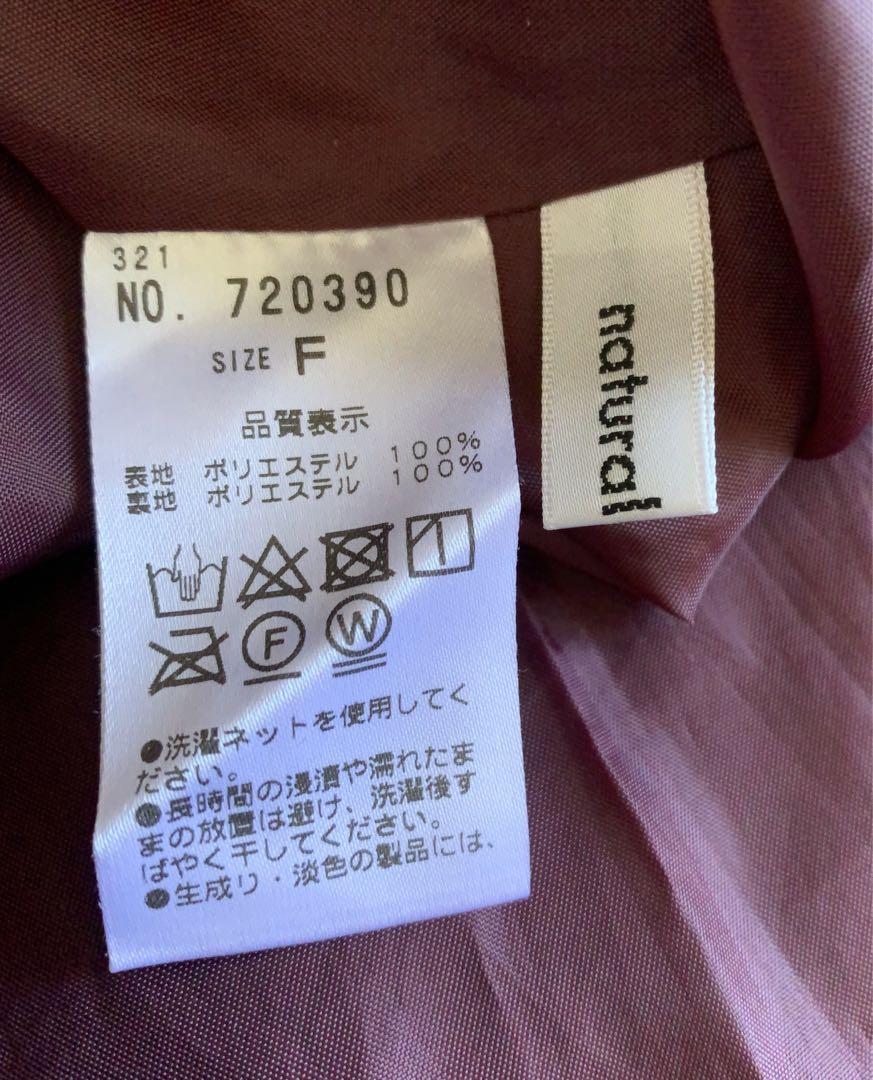 321
NO. 720390
SIZE F
品質表示
表地 ポリエステル 100%
裏地 ポリエステル 100%
F
W
●洗濯ネットを使用してく
ださい。
●長時間の浸漬や濡れたま
まの放置は避け、洗濯後す
ばやく干してください。
●生成り・淡色の製品には、
natural